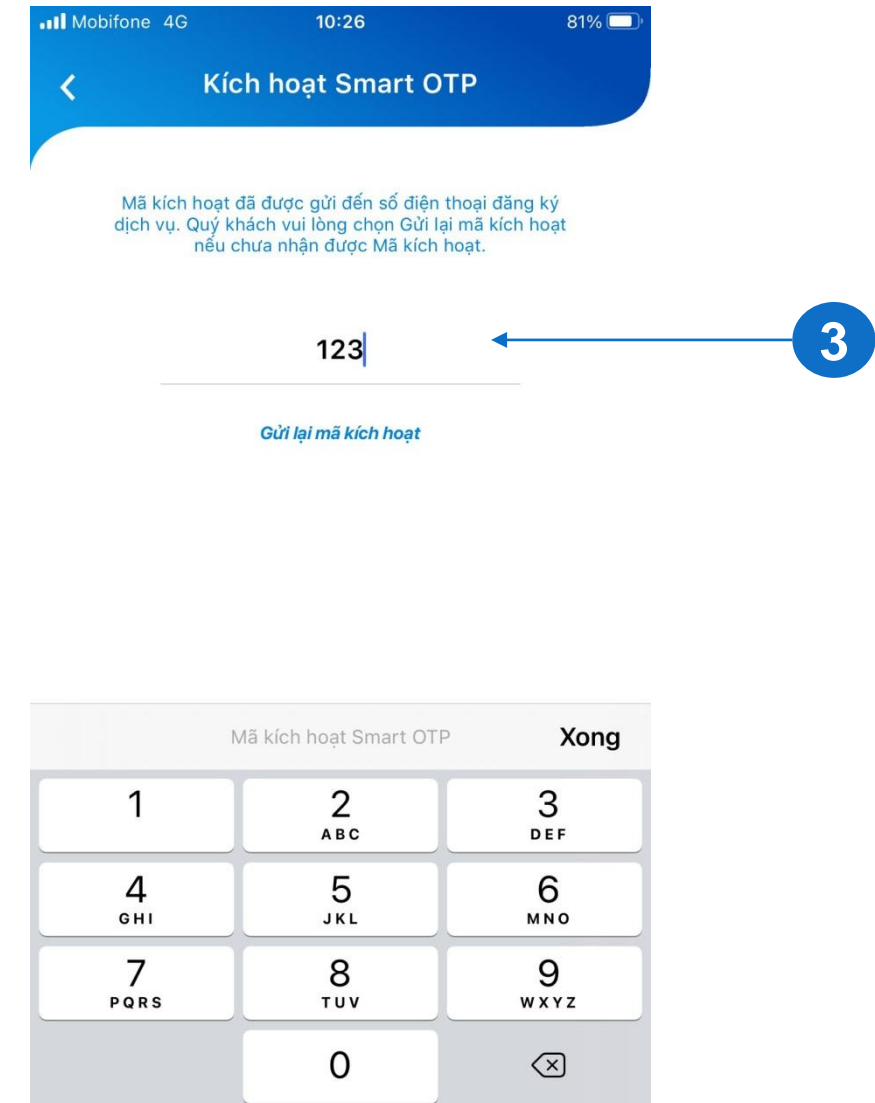 Mobifone 4G 10:26 81%
Kích hoạt Smart OTP
Mã kích hoạt đã được gửi đến số điện thoại đăng ký
dịch vụ. Quý khách vui lòng chọn Gửi lại mã kích hoạt
nếu chưa nhận được Mã kích hoạt.
123
3
Gửi lại mã kích hoạt
Mã kích hoạt Smart OTP Xong
1 2 3
ABC DEF
4 5 6
GHI JKL MNO
7 8 9
PQRS TUV WXYZ
0